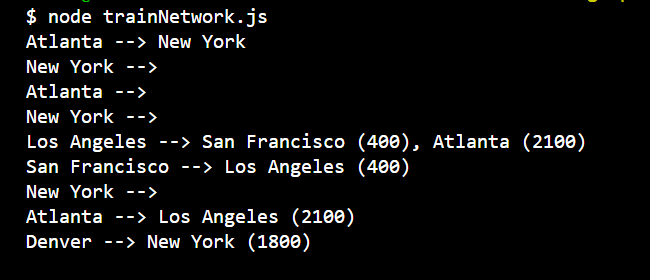 $ node trainNetwork.js
Atlanta --> New York
New York -->
Atlanta -->
New York -->
Los Angeles --> San Francisco (400), Atlanta (2100)
San Francisco --> Los Angeles (400)
New York -->
Atlanta --> Los Angeles (2100)
Denver --> New York (1800)